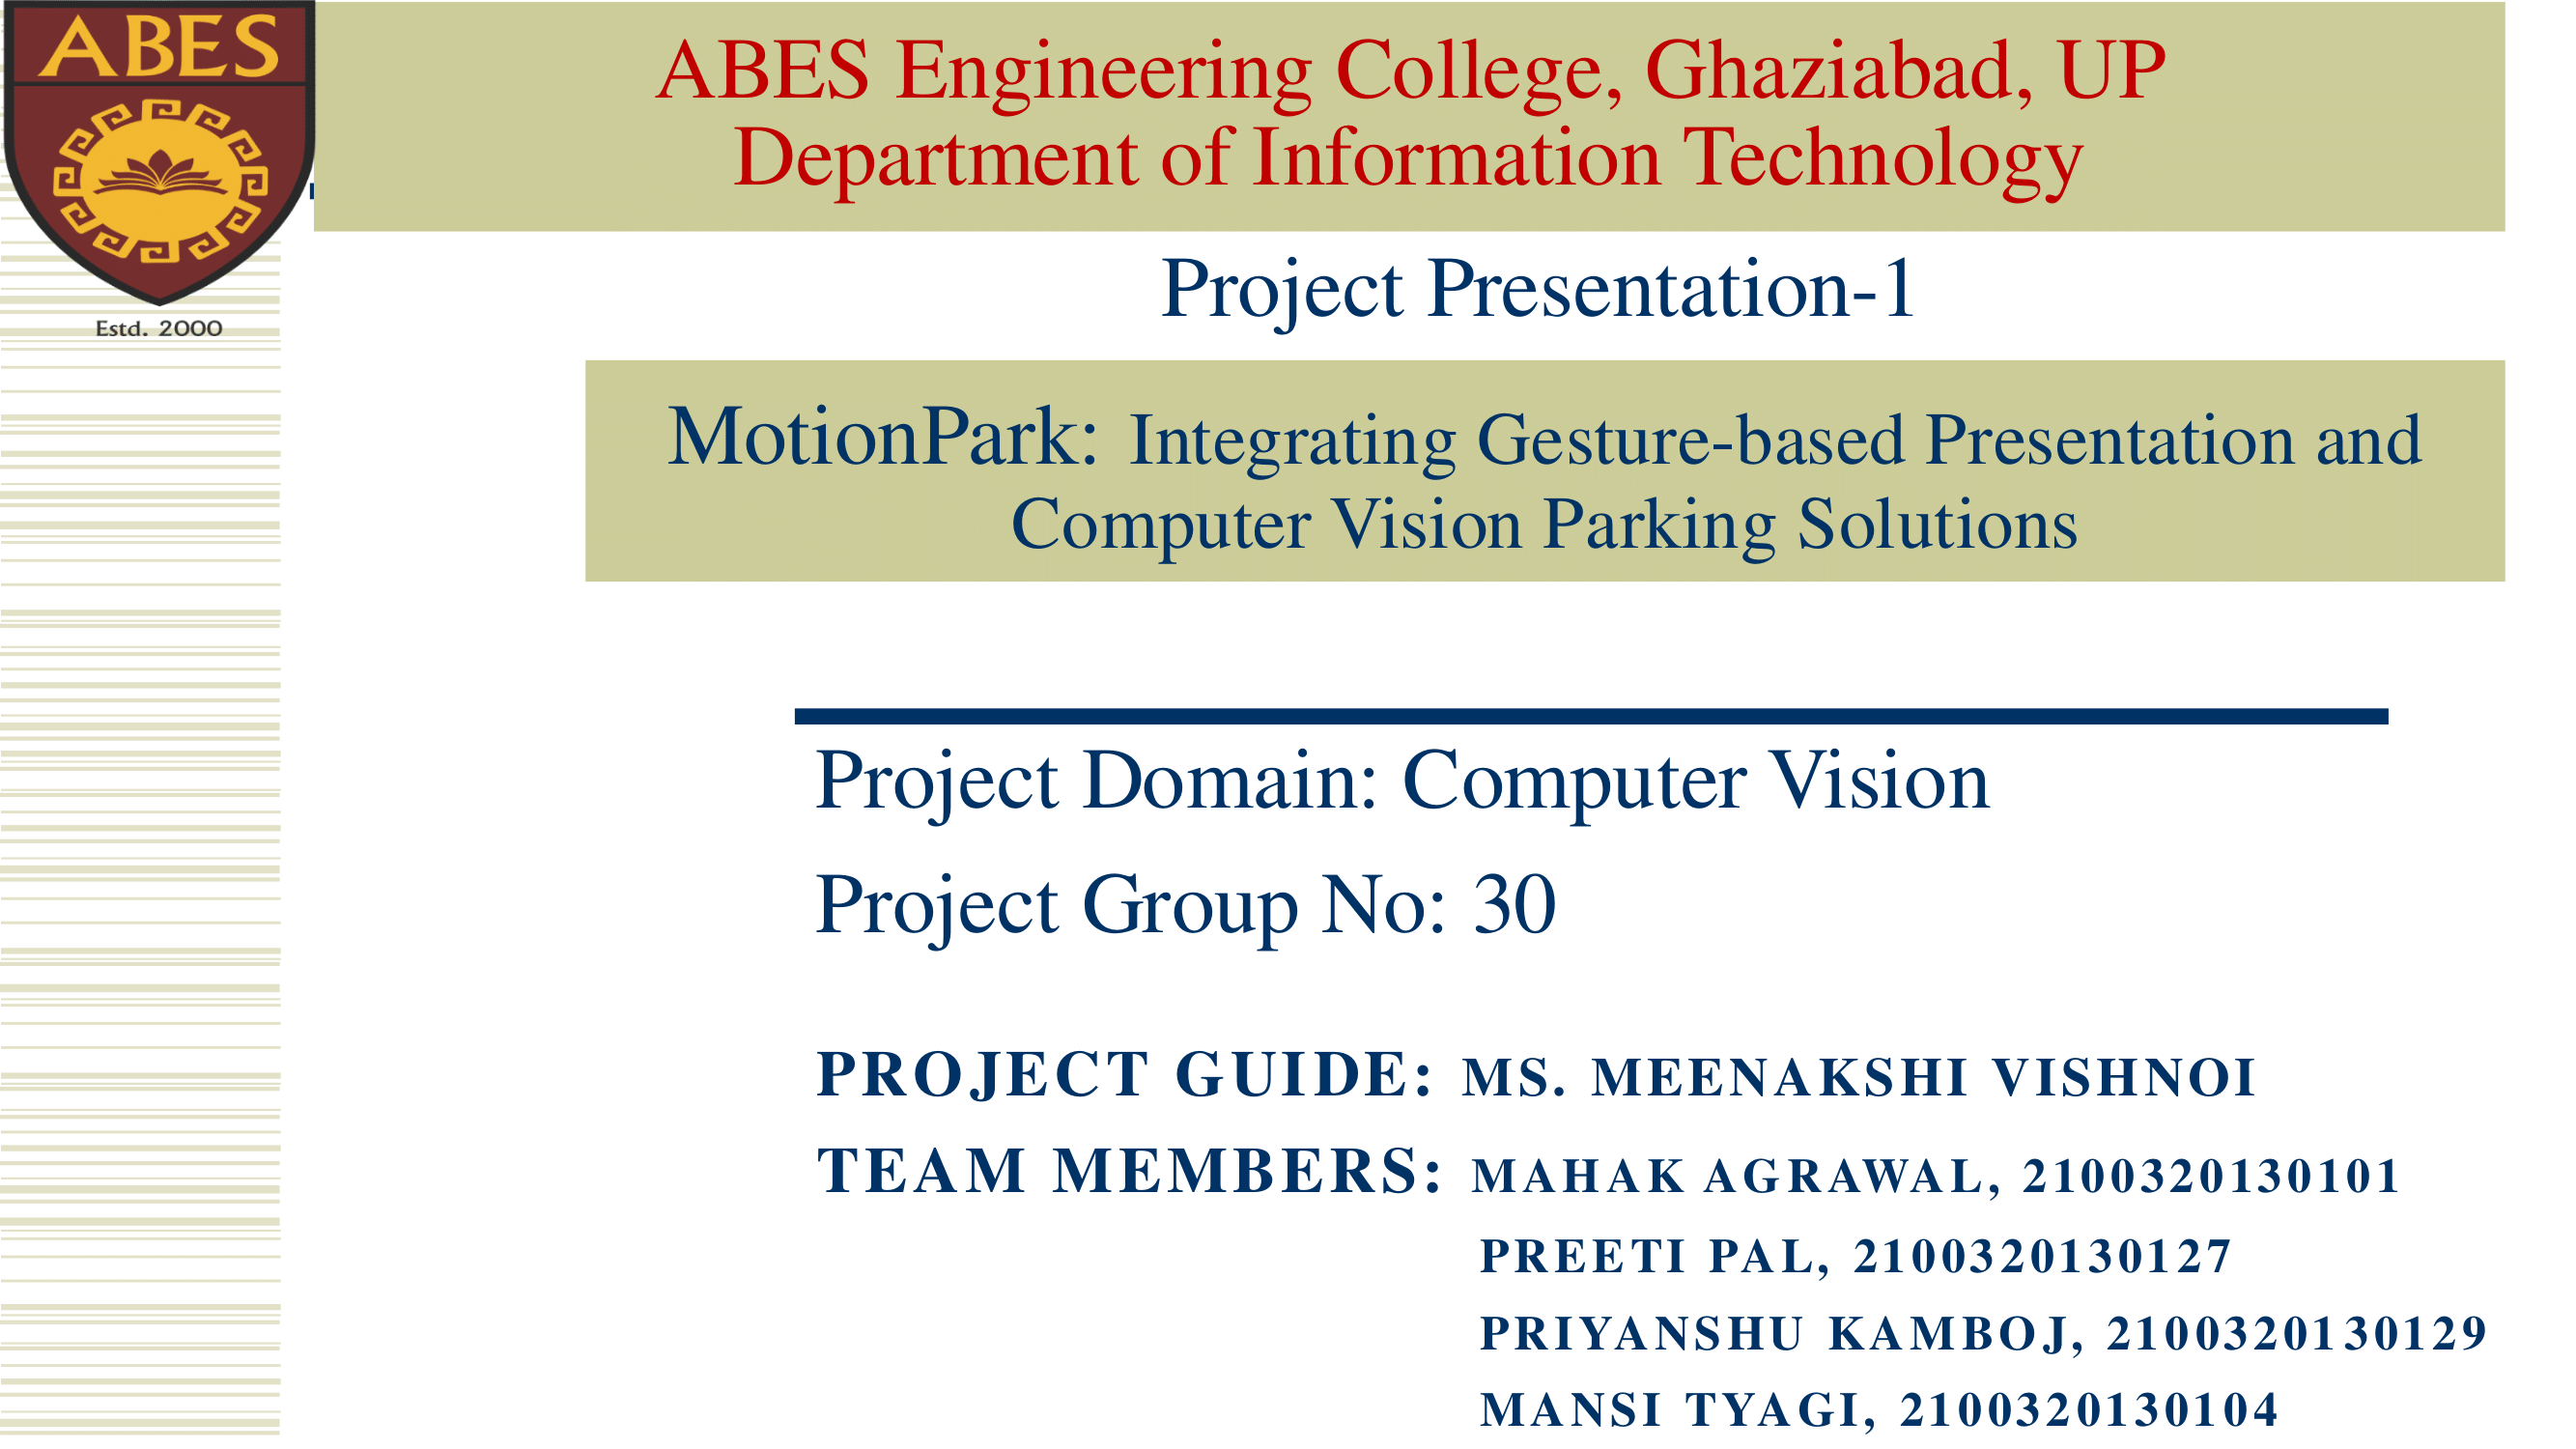 ABES
Estd. 2000
ABES Engineering College, Ghaziabad, UP
Department of Information Technology
Project Presentation-1
MotionPark: Integrating Gesture-based Presentation and
Computer Vision Parking Solutions
Project Domain: Computer Vision
Project Group No: 30
PROJECT GUIDE: MS. MEENAKSHI VISHNOI
TEAM MEMBERS: MAHAK AGRAWAL, 2100320130101
PREETI PAL, 2100320130127
PRIYANSHU KAMBOJ, 2100320130129
MANSI TYAGI, 2100320130104